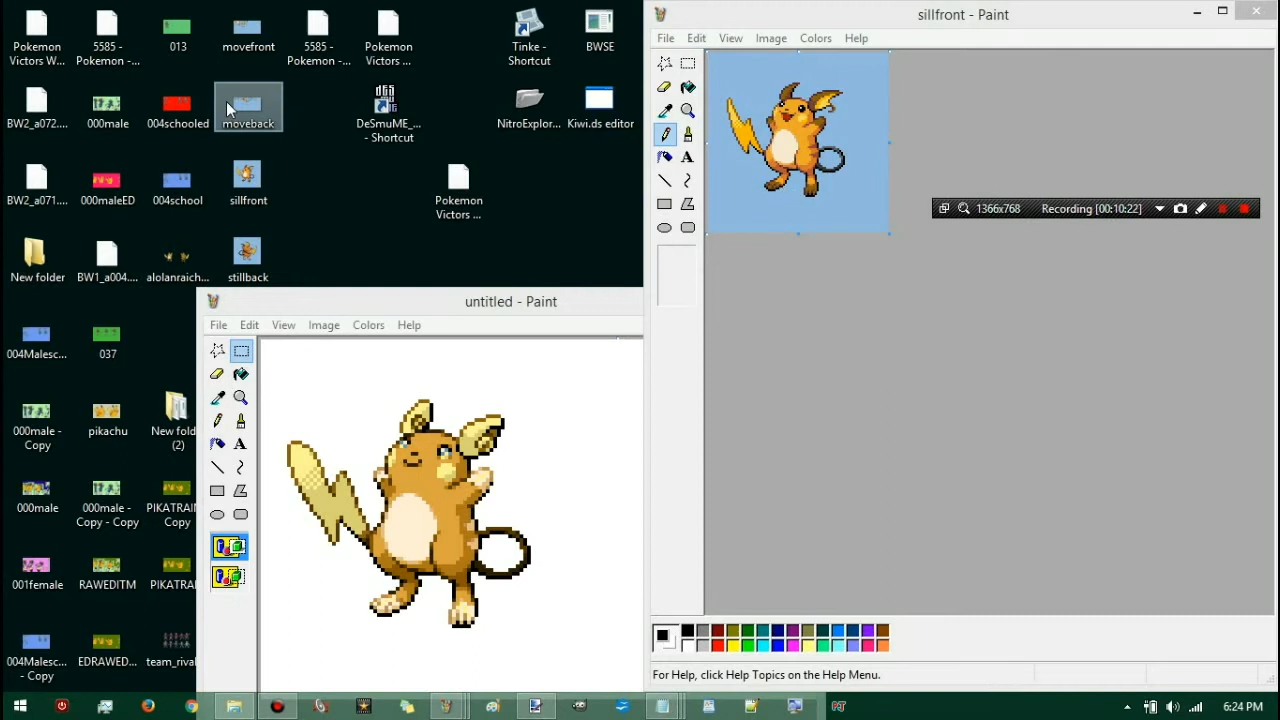 Pokemon
Victors W...
5585 -
Pokemon -...
013
movefront
5585 -
Pokemon -...
Pokemon
Victors ...
Tinke -
Shortcut
BWSE
BW2_a072....
000male
004schooled
moveback
DeSmuME_...
- Shortcut
NitroExplor...
Kiwi.ds editor
BW2_a071....
000maleED
004school
sillfront
Pokemon
Victors ...
New folder
BW1_a004....
alolanraich...
stillback
004Malesc...
037
000male -
Copy
pikachu
New fold
(2)
000male
000male -
Copy - Copy
PIKATRAIN
Copy
001female
RAWEDITM
PIKATRAI
004Malesc...
- Copy
EDRAWED
team_rival
sillfront - Paint
File Edit View Image Colors Help
1366x768 Recording [00:10:22]
untitled - Paint
File Edit View Image Colors Help
For Help, click Help Topics on the Help Menu.
6:24 PM